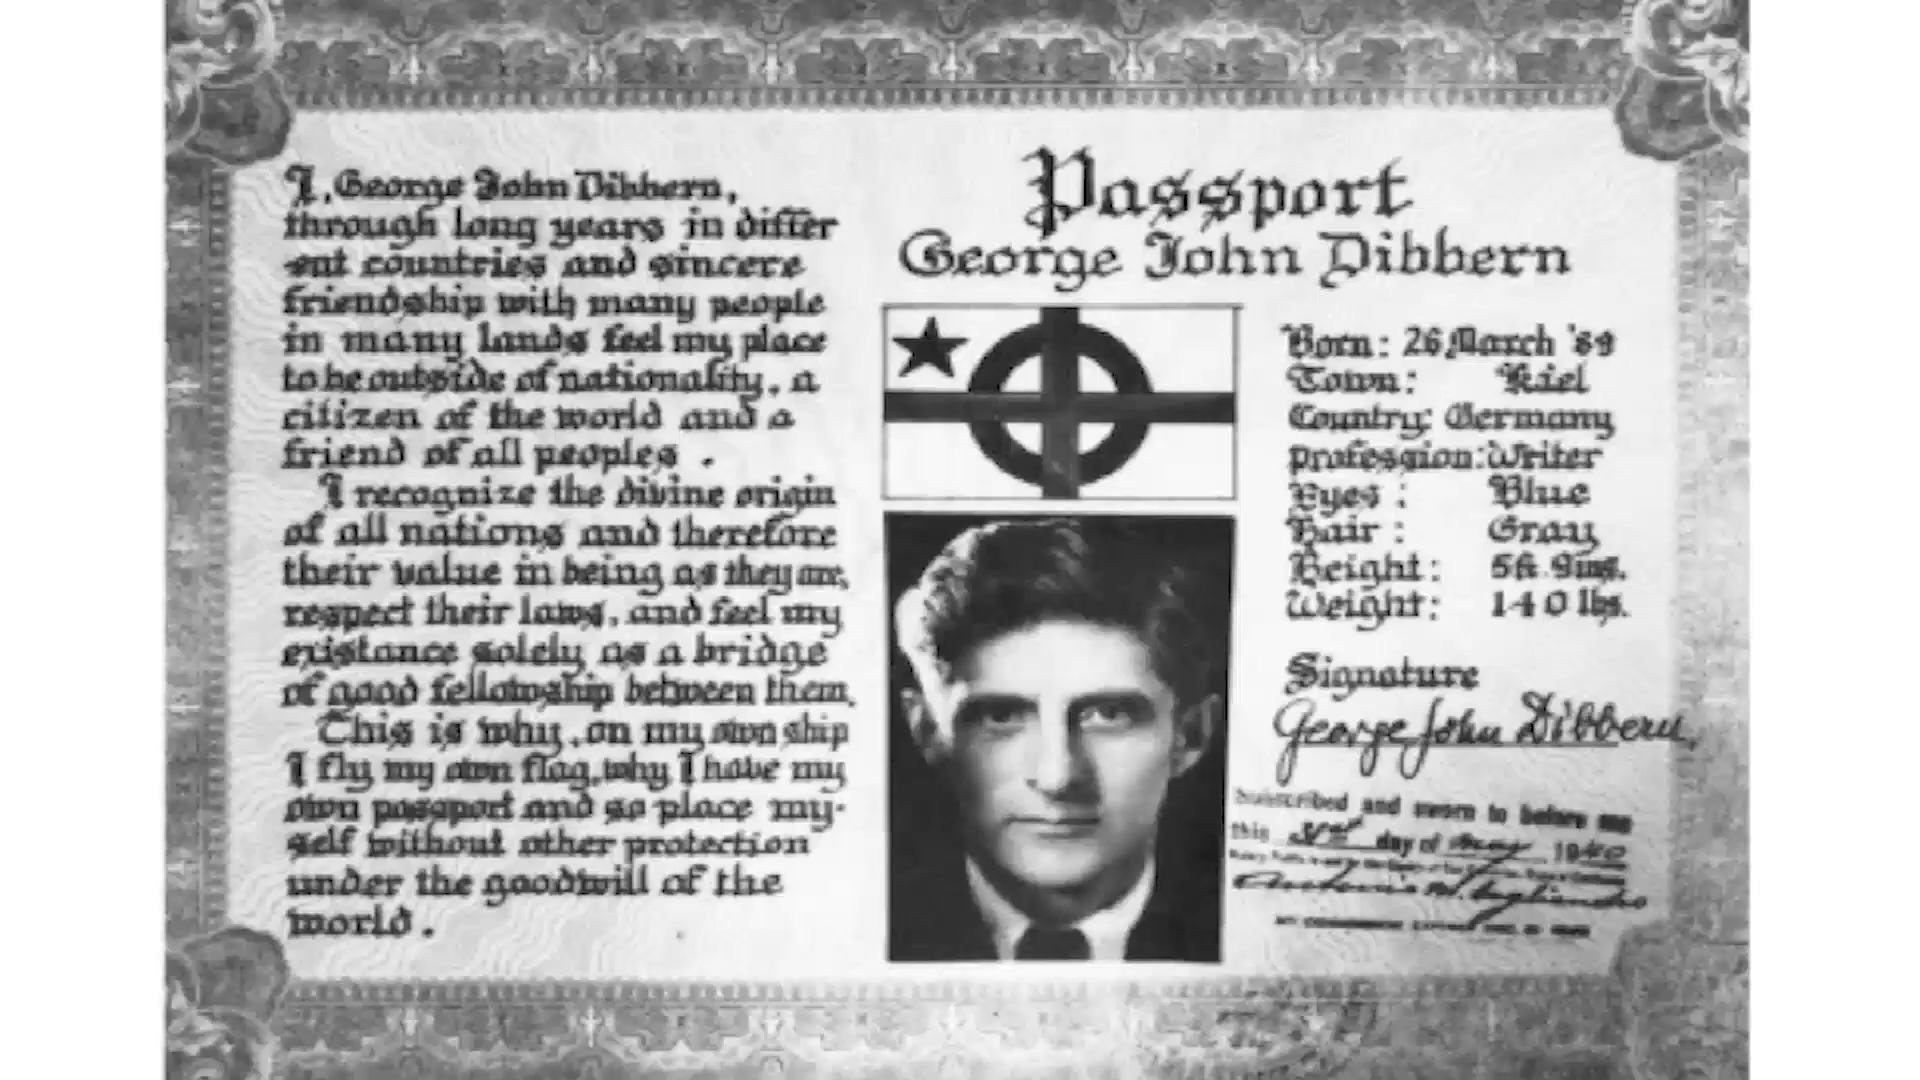 I, George John Dibbern,
through long years in differ
ent countries and sincere
friendship with many people
in many lands feel my place
to be outside of nationality, a
citizen of the world and a
friend of all peoples .
I recognize the divine origin
of all nations and therefore
their value in being as they are,
respect their laws, and feel my
existance solely as a bridge
of good fellowship between them.
This is why, on my own ship
I fly my own flag, why I have my
own passport and so place my-
self without other protection
under the goodwill of the
world .
Passport
George John Dibbern
Born: 26 March '89
Town: Kiel
Country: Germany
Profession: Writer
Eyes : Blue
Hair : Gray
Height: 5ft. 9ins.
Weight: 140 lbs.
Signature
George John Dibbern,
Subscribed and sworn to before me
this day of May 1940